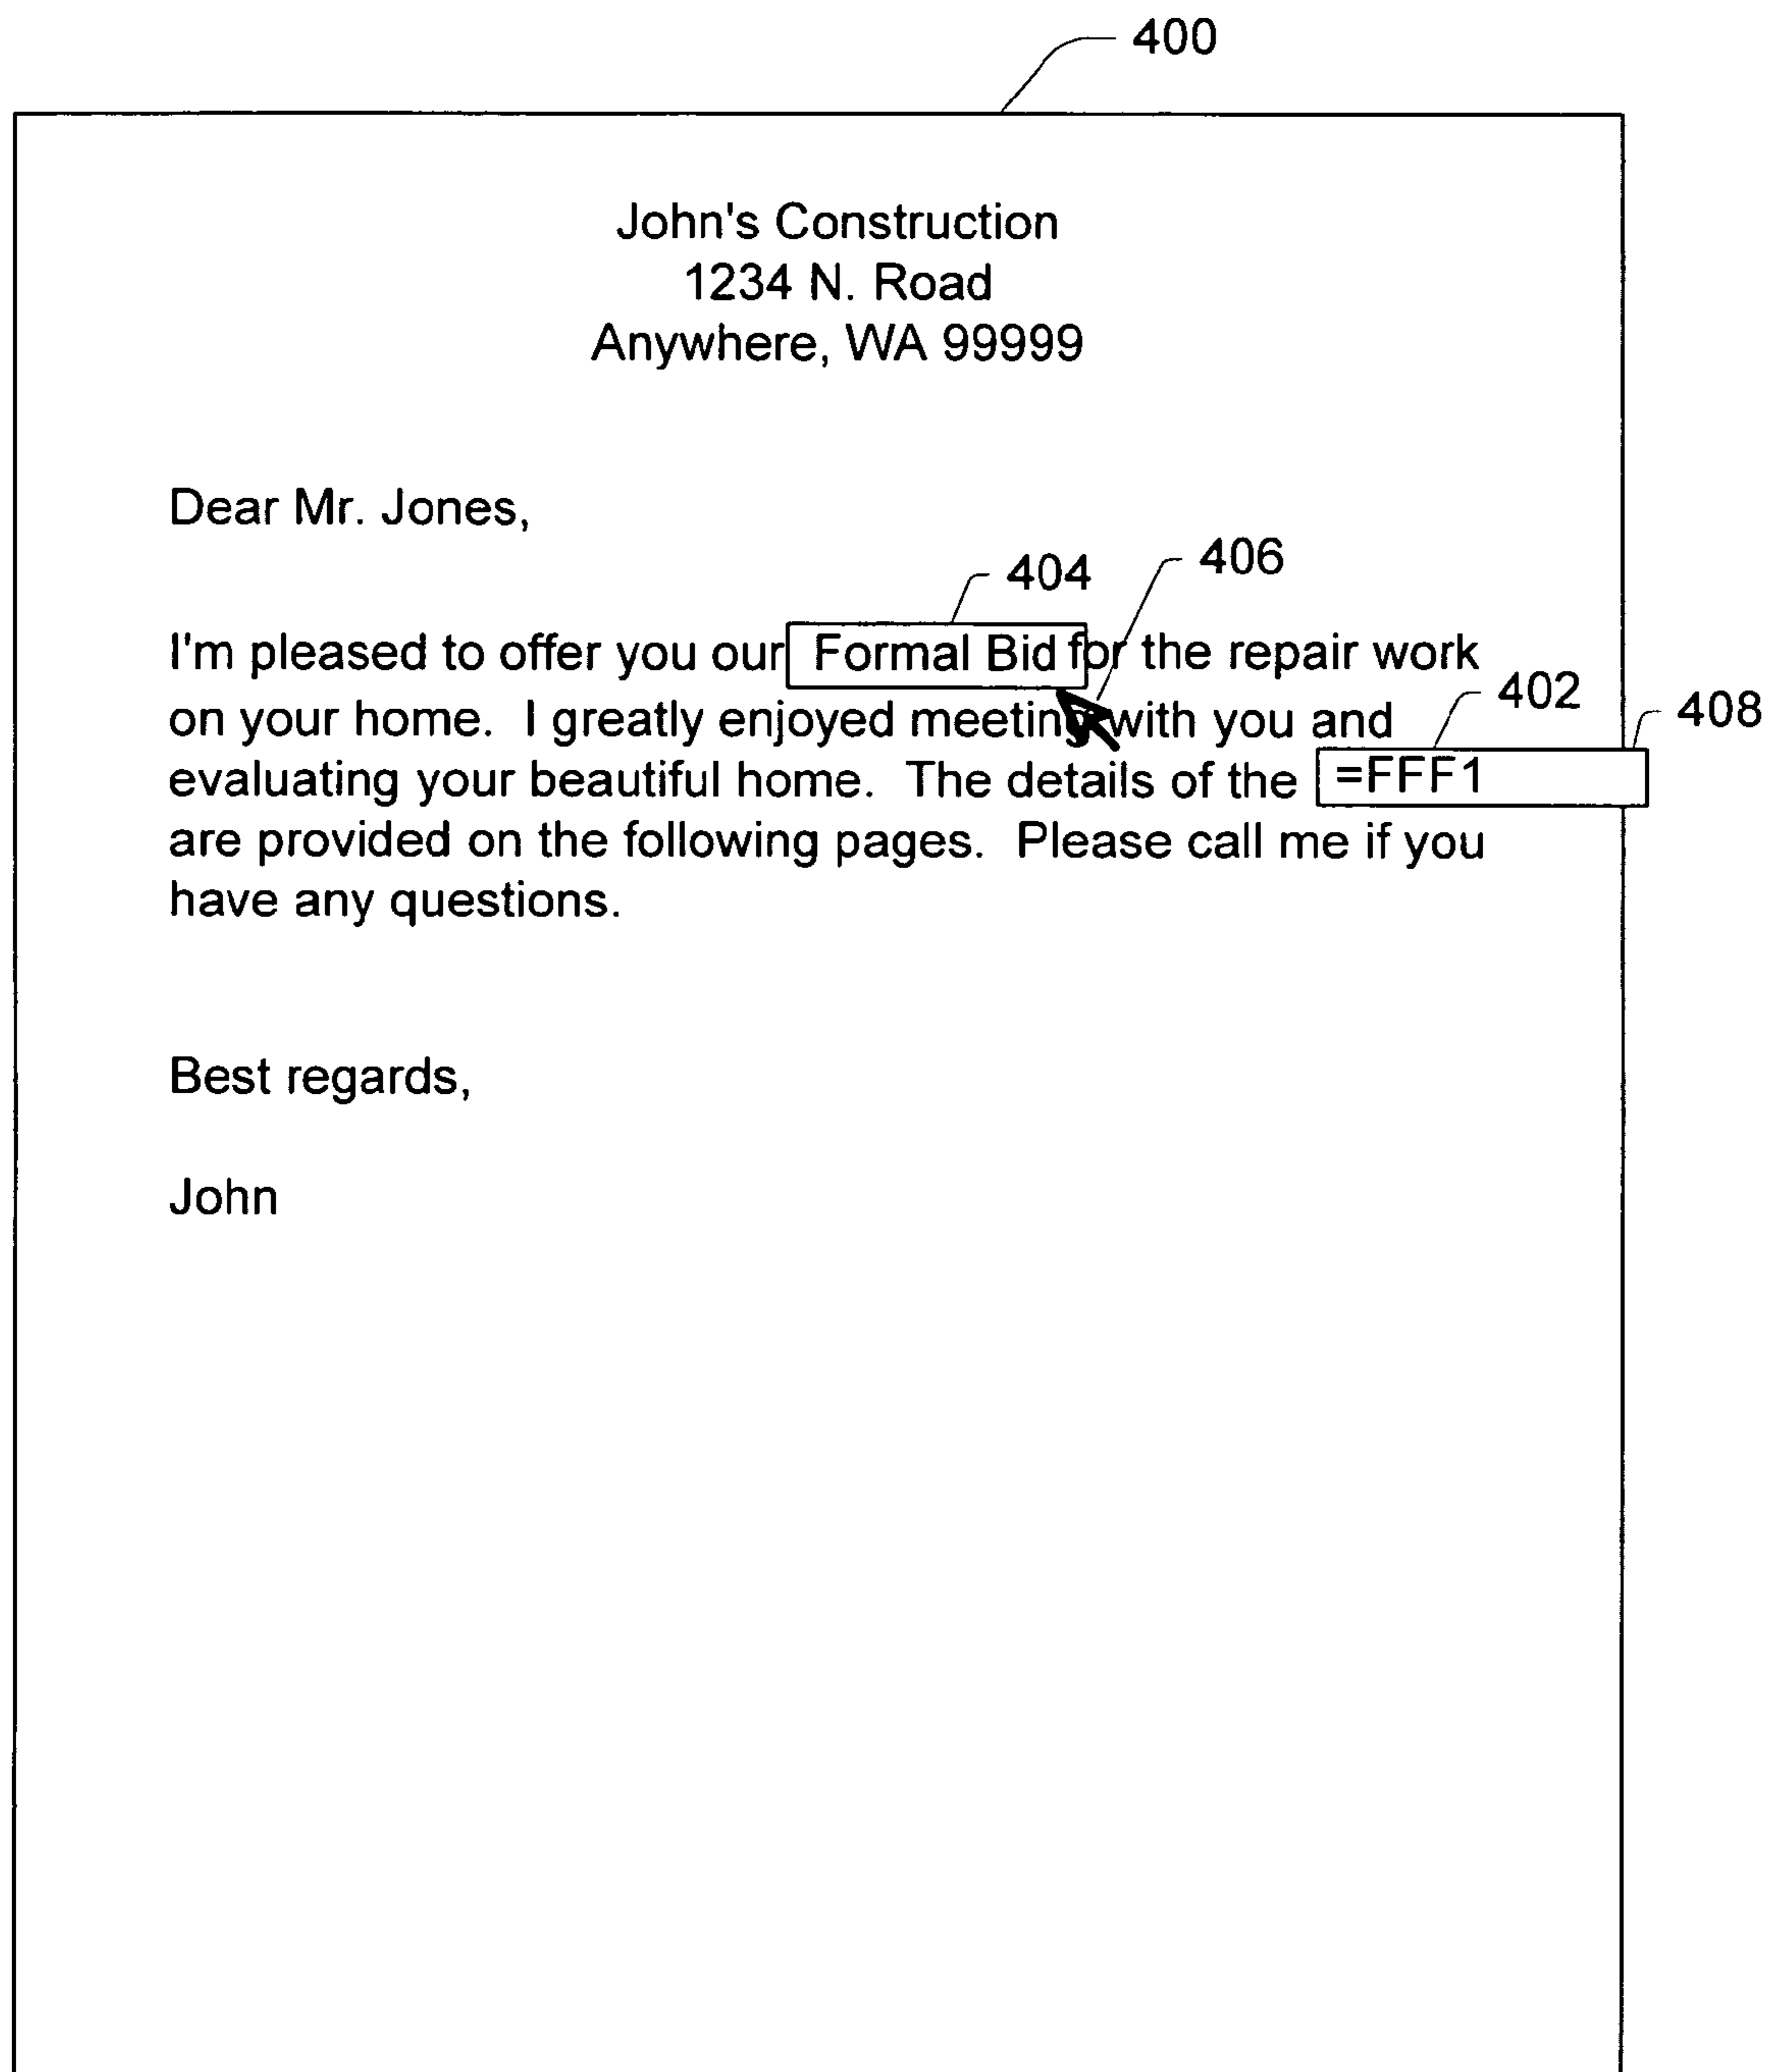 400
John's Construction
1234 N. Road
Anywhere, WA 99999
Dear Mr. Jones,
404 406
I'm pleased to offer you our Formal Bid for the repair work
402 408
on your home. I greatly enjoyed meeting with you and
evaluating your beautiful home. The details of the =FFF1
are provided on the following pages. Please call me if you
have any questions.
Best regards,
John